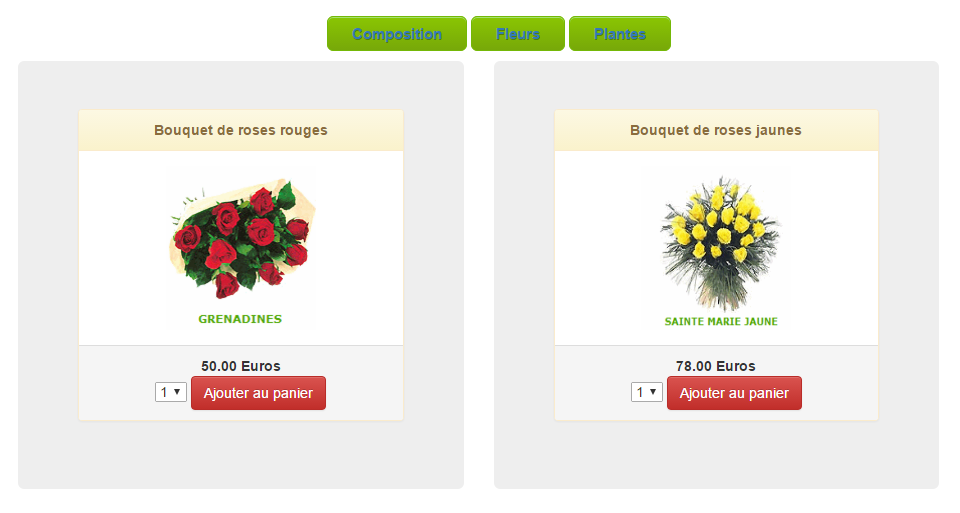 Composition Fleurs Plantes
Bouquet de roses rouges
GRENADINES
50.00 Euros
1 Ajouter au panier
Bouquet de roses jaunes
SAINTE MARIE JAUNE
78.00 Euros
1 Ajouter au panier